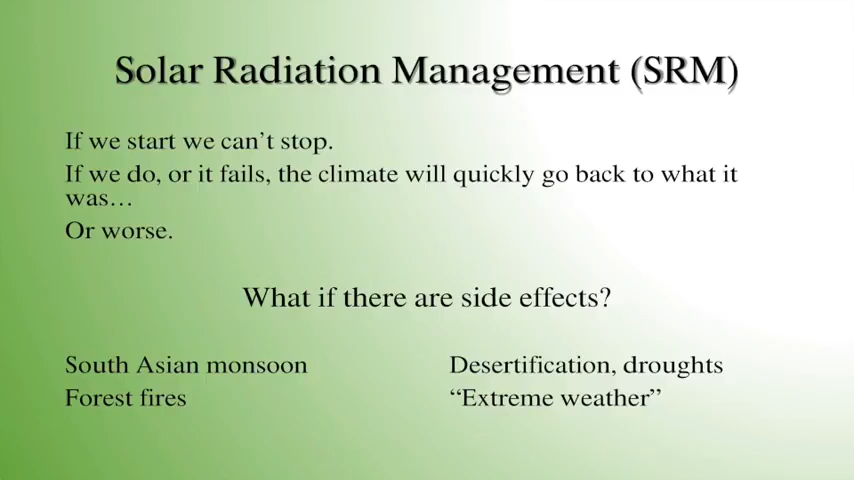 Solar Radiation Management (SRM)
If we start we can’t stop.
If we do, or it fails, the climate will quickly go back to what it
was…
Or worse.
What if there are side effects?
South Asian monsoon
Desertification, droughts
Forest fires
“Extreme weather”